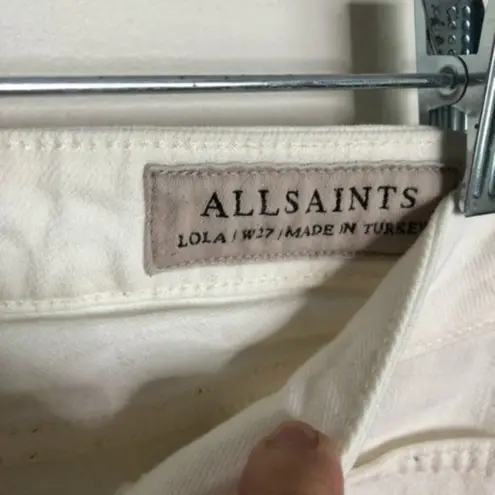 ALLSAINTS
LOLA / W27 / MADE IN TURKEY